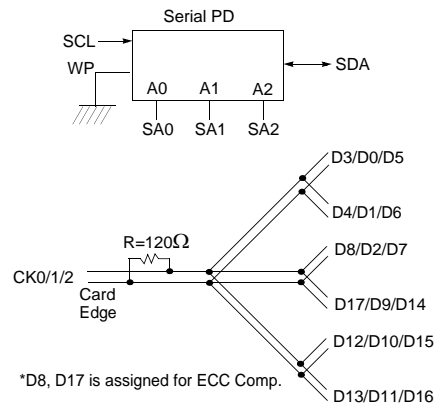 Serial PD
SCL
WP
SDA
A0 A1 A2
SA0 SA1 SA2
D3/D0/D5
D4/D1/D6
R=120Ω
D8/D2/D7
CK0/1/2
Card
Edge
D17/D9/D14
D12/D10/D15
*D8, D17 is assigned for ECC Comp.
D13/D11/D16